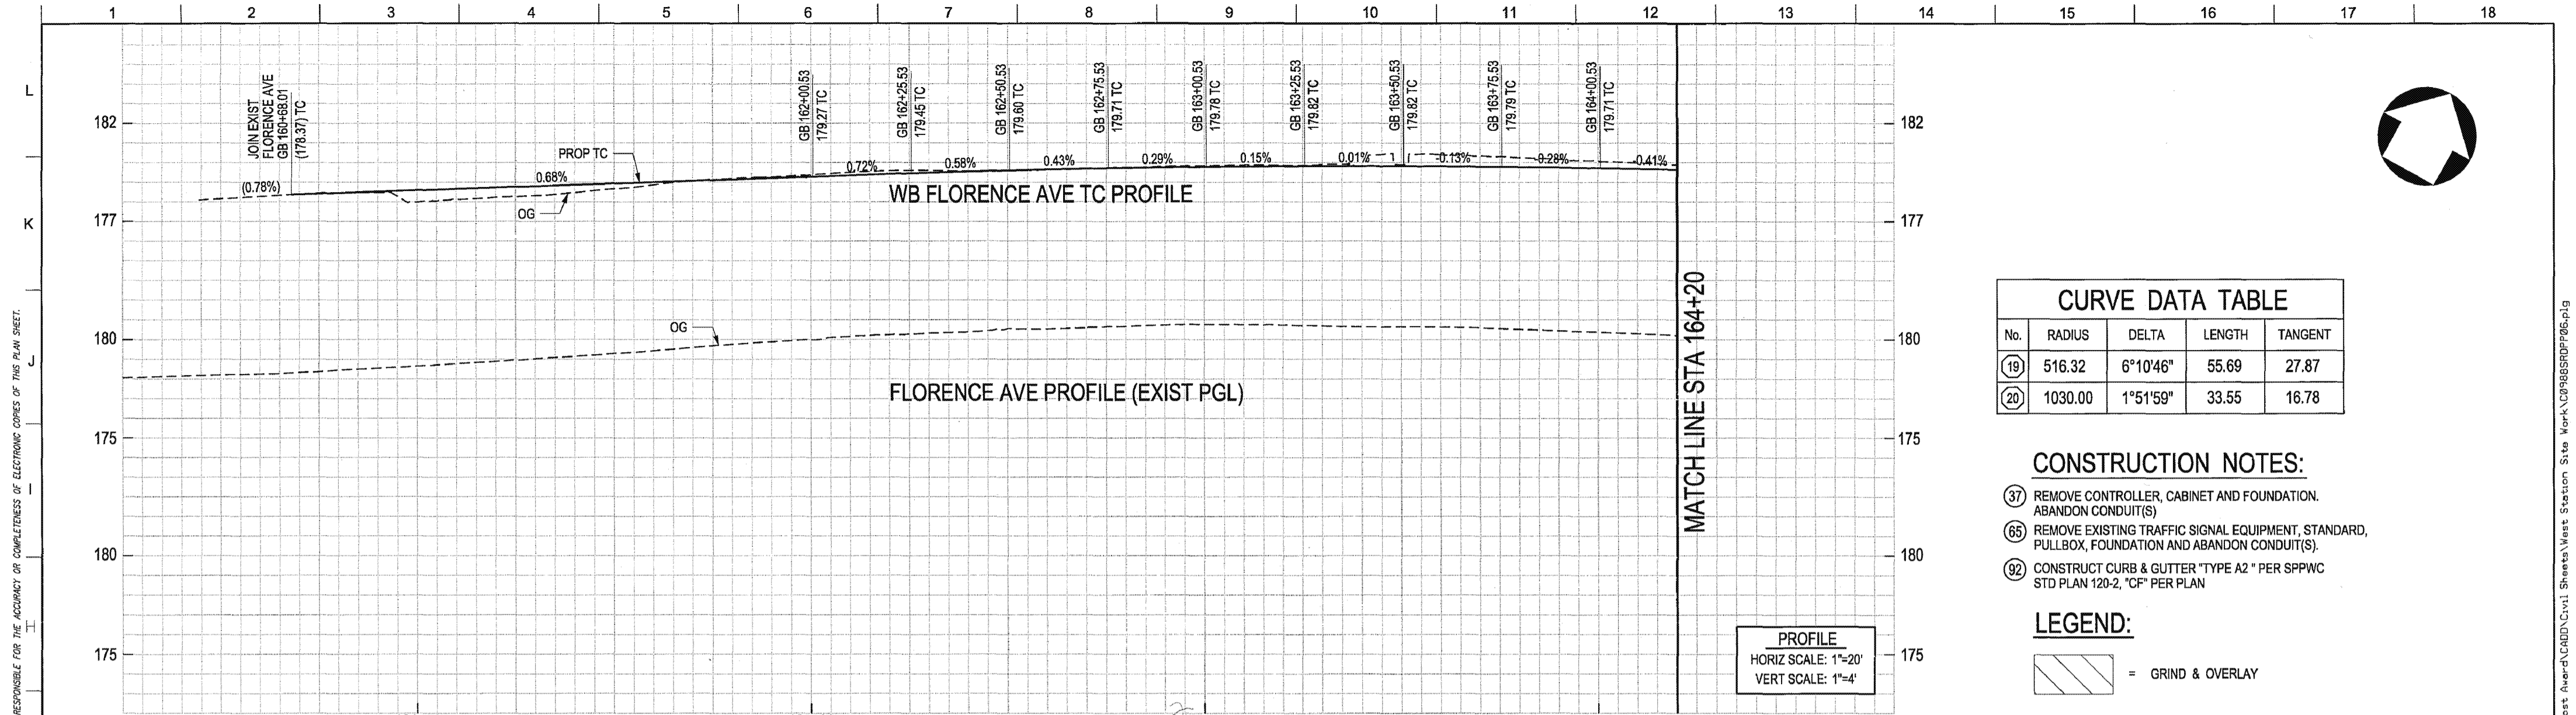 1 2 3 4 5 6 7 8 9 10 11 12 13 14 15 16 17 18
L
K
J
I
H
RESPONSIBLE FOR THE ACCURACY OR COMPLETENESS OF ELECTRONIC COPIES OF THIS PLAN SHEET.
182
177
180
175
180
175
JOIN EXIST
FLORENCE AVE
GB 160+68.01
(178.37) TC
GB 162+00.53
179.27 TC
GB 162+25.53
179.45 TC
GB 162+50.53
179.60 TC
GB 162+75.53
179.71 TC
GB 163+00.53
179.78 TC
GB 163+25.53
179.82 TC
GB 163+50.53
179.82 TC
GB 163+75.53
179.79 TC
GB 164+00.53
179.71 TC
PROP TC
(0.78%) 0.68% 0.72% 0.58% 0.43% 0.29% 0.15% 0.01% -0.13% -0.28% -0.41%
OG
WB FLORENCE AVE TC PROFILE
OG
FLORENCE AVE PROFILE (EXIST PGL)
MATCH LINE STA 164+20
182
177
180
175
180
175
PROFILE
HORIZ SCALE: 1"=20'
VERT SCALE: 1"=4'
CURVE DATA TABLE
No. RADIUS DELTA LENGTH TANGENT
19 516.32 6°10'46" 55.69 27.87
20 1030.00 1°51'59" 33.55 16.78
CONSTRUCTION NOTES:
37 REMOVE CONTROLLER, CABINET AND FOUNDATION.
ABANDON CONDUIT(S)
65 REMOVE EXISTING TRAFFIC SIGNAL EQUIPMENT, STANDARD,
PULLBOX, FOUNDATION AND ABANDON CONDUIT(S).
92 CONSTRUCT CURB & GUTTER "TYPE A2 " PER SPPWC
STD PLAN 120-2, "CF" PER PLAN
LEGEND:
= GRIND & OVERLAY
ost Award\CADD\Civil Sheets\West Station Site Work\C0988SRDPP06.plg